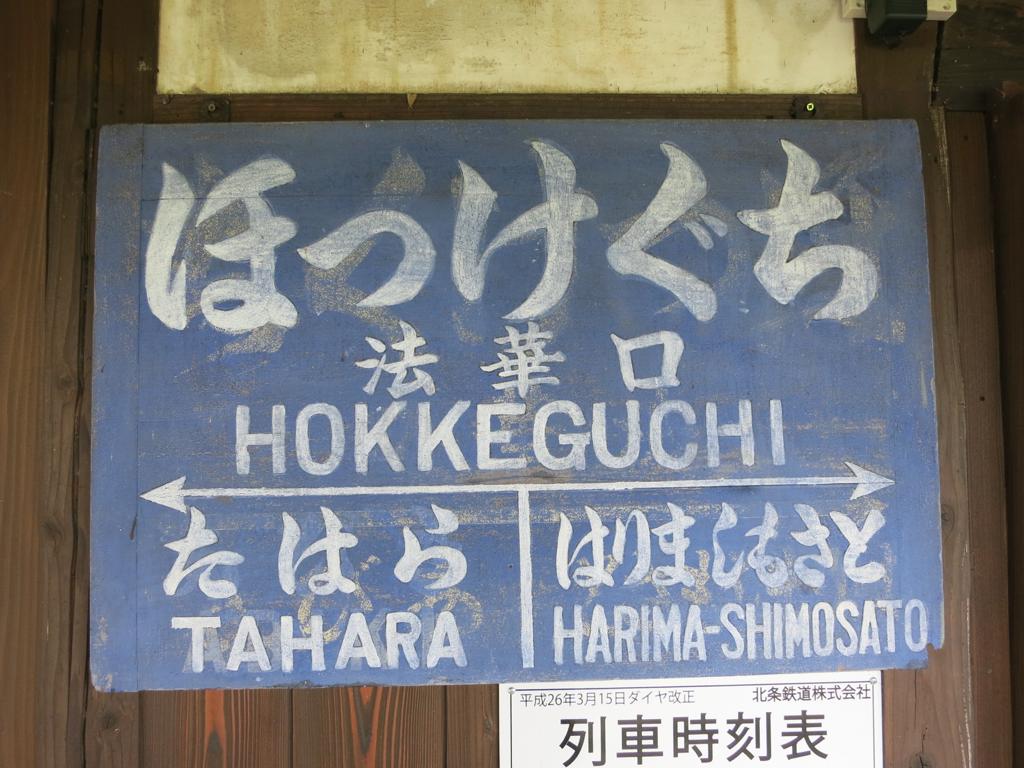 ほっけぐち
法華口
HOKKEGUCHI
たはら はりましもさと
TAHARA HARIMA-SHIMOSATO
平成26年3月15日ダイヤ改正 北条鉄道株式会社
列車時刻表